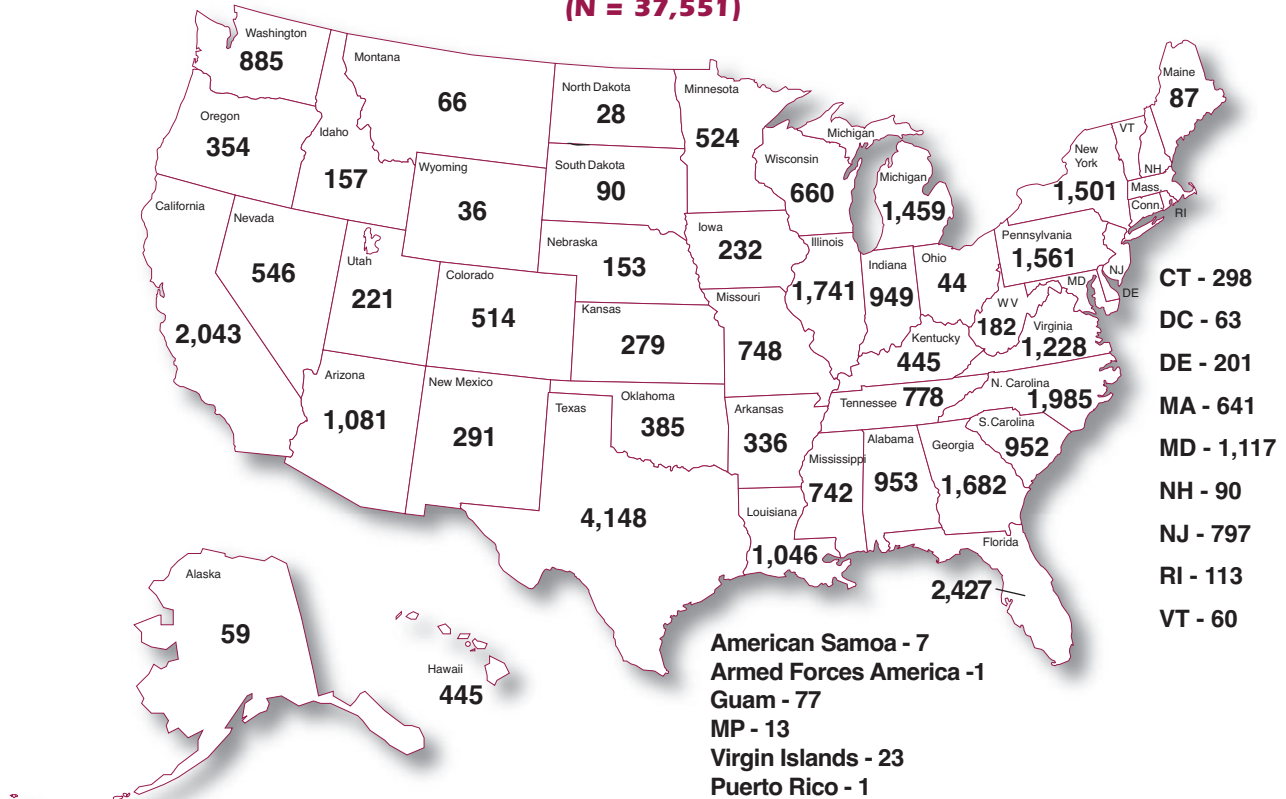 (N = 37,551)
Washington
885
Montana
66
North Dakota
28
Minnesota
524
Maine
87
Oregon
354
Idaho
157
Wyoming
36
South Dakota
90
Wisconsin
660
Michigan
Michigan
1,459
New
York
1,501
VT
NH
Mass.
Conn.
RI
California
2,043
Nevada
546
Utah
221
Colorado
514
Nebraska
153
Iowa
232
Illinois
1,741
Indiana
949
Ohio
44
Pennsylvania
1,561
NJ
MD
DE
Kansas
279
Missouri
748
Kentucky
445
W V
182
Virginia
1,228
Arizona
1,081
New Mexico
291
Texas
4,148
Oklahoma
385
Arkansas
336
Tennessee 778
N. Carolina
1,985
S.Carolina
952
Mississippi
742
Alabama
953
Georgia
1,682
Louisiana
1,046
Florida
2,427
Alaska
59
Hawaii
445
CT - 298
DC - 63
DE - 201
MA - 641
MD - 1,117
NH - 90
NJ - 797
RI - 113
VT - 60
American Samoa - 7
Armed Forces America -1
Guam - 77
MP - 13
Virgin Islands - 23
Puerto Rico - 1